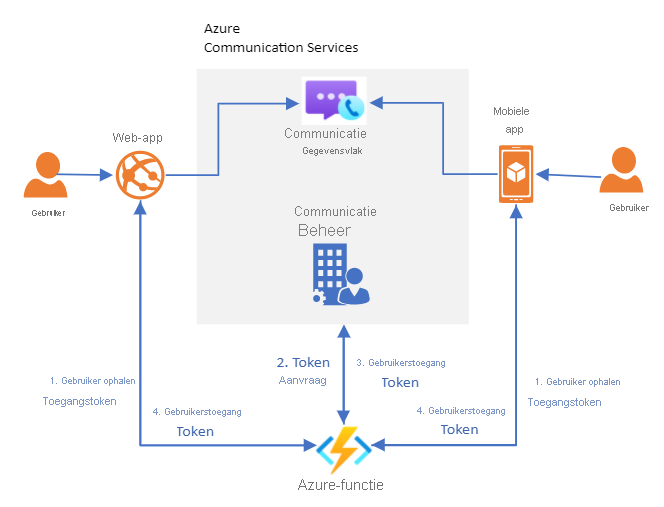 Azure
Communication Services
Communicatie
Gegevensvlak
Web-app
Mobiele
app
Gebruiker
Gebruiker
Communicatie
Beheer
2. Token
Aanvraag
3. Gebruikerstoegang
Token
1. Gebruiker ophalen
Toegangstoken
4. Gebruikerstoegang
Token
4. Gebruikerstoegang
Token
1. Gebruiker ophalen
Toegangstoken
Azure-functie